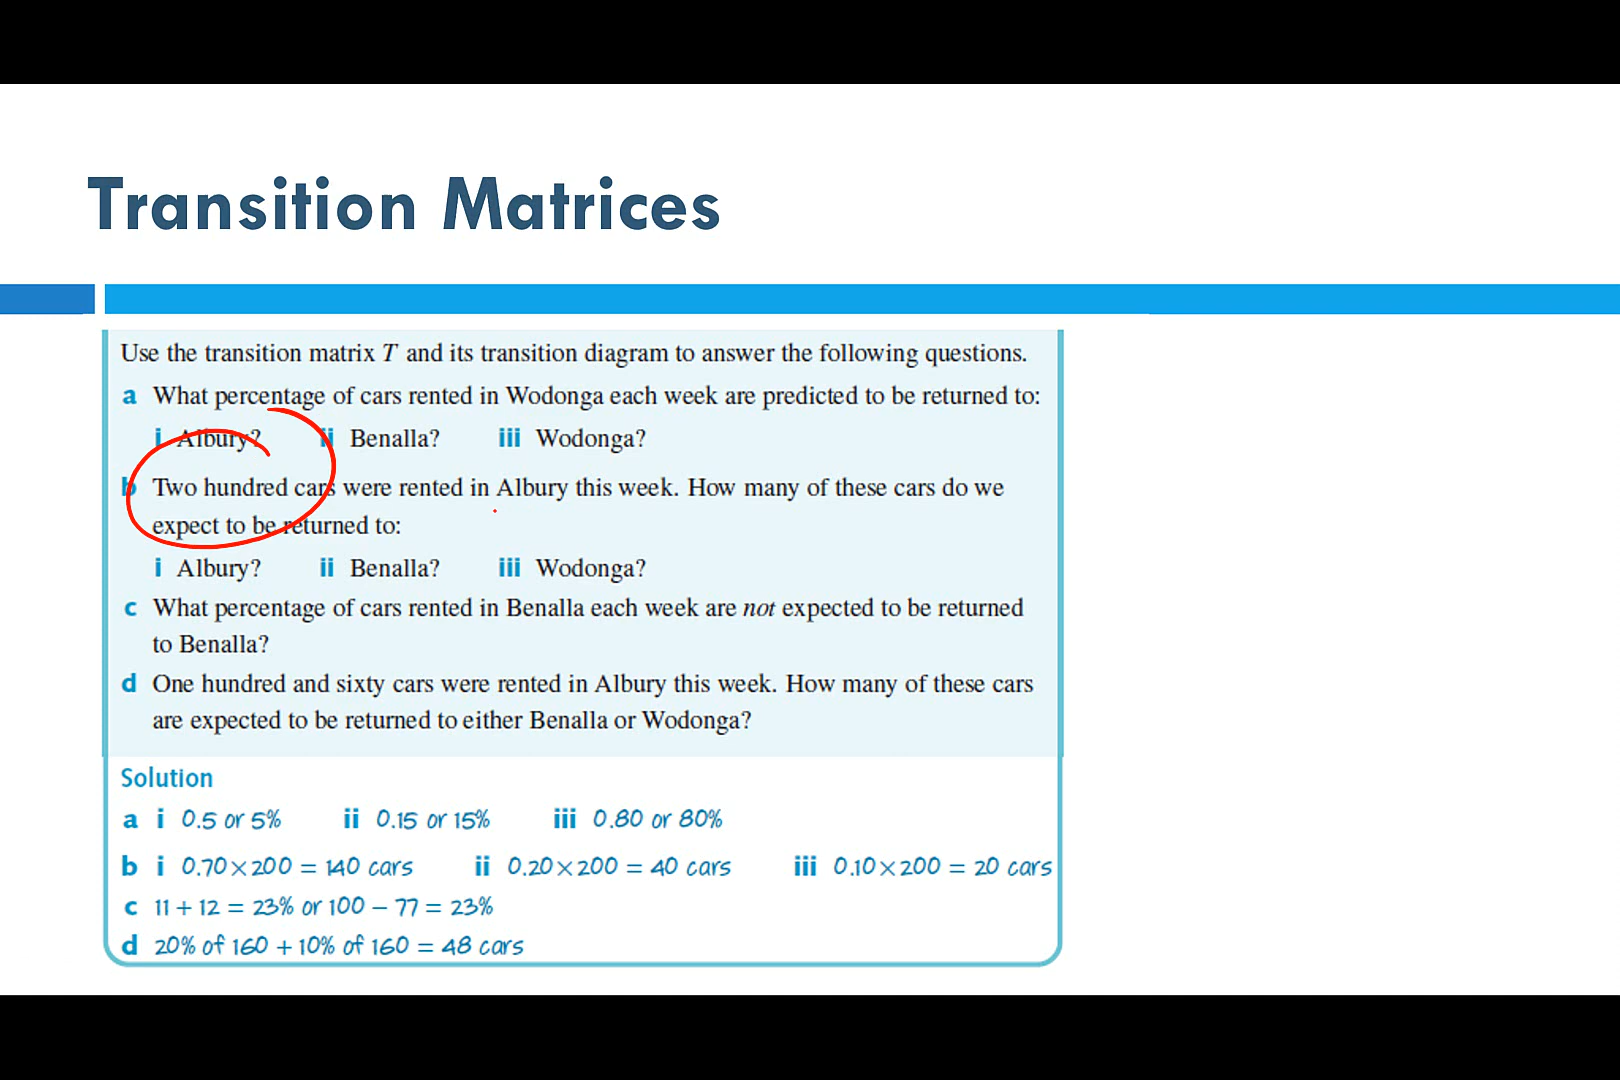 Transition Matrices
Use the transition matrix T and its transition diagram to answer the following questions.
a What percentage of cars rented in Wodonga each week are predicted to be returned to:
i Albury? ii Benalla? iii Wodonga?
b Two hundred cars were rented in Albury this week. How many of these cars do we
expect to be returned to:
i Albury? ii Benalla? iii Wodonga?
c What percentage of cars rented in Benalla each week are not expected to be returned
to Benalla?
d One hundred and sixty cars were rented in Albury this week. How many of these cars
are expected to be returned to either Benalla or Wodonga?
Solution
a i 0.5 or 5% ii 0.15 or 15% iii 0.80 or 80%
b i 0.70×200 = 140 cars ii 0.20×200 = 40 cars iii 0.10×200 = 20 cars
c 11 + 12 = 23% or 100 − 77 = 23%
d 20% of 160 + 10% of 160 = 48 cars